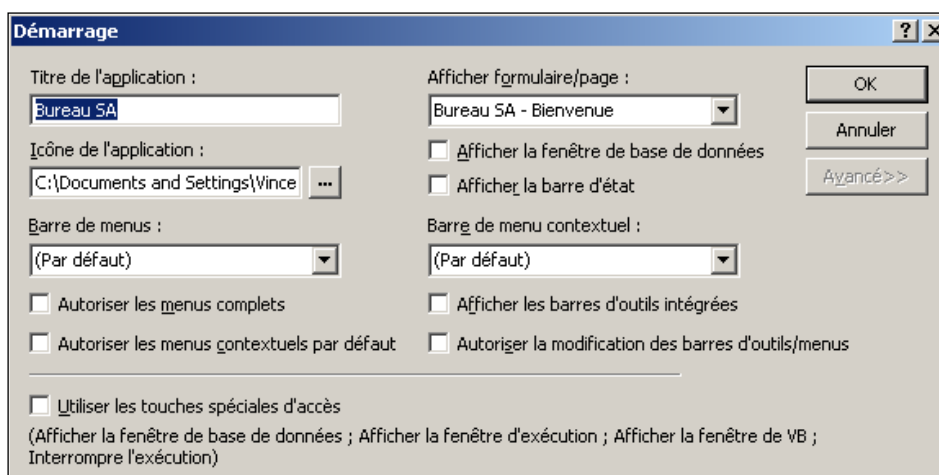 Démarrage
Titre de l'application :
Bureau SA
Icône de l'application :
C:\Documents and Settings\Vince
...
Barre de menus :
(Par défaut)
Autoriser les menus complets
Autoriser les menus contextuels par défaut
Afficher formulaire/page :
Bureau SA - Bienvenue
Afficher la fenêtre de base de données
Afficher la barre d'état
Barre de menu contextuel :
(Par défaut)
Afficher les barres d'outils intégrées
Autoriser la modification des barres d'outils/menus
OK
Annuler
Avancé>>
Utiliser les touches spéciales d'accès
(Afficher la fenêtre de base de données ; Afficher la fenêtre d'exécution ; Afficher la fenêtre de VB ;
Interrompre l'exécution)